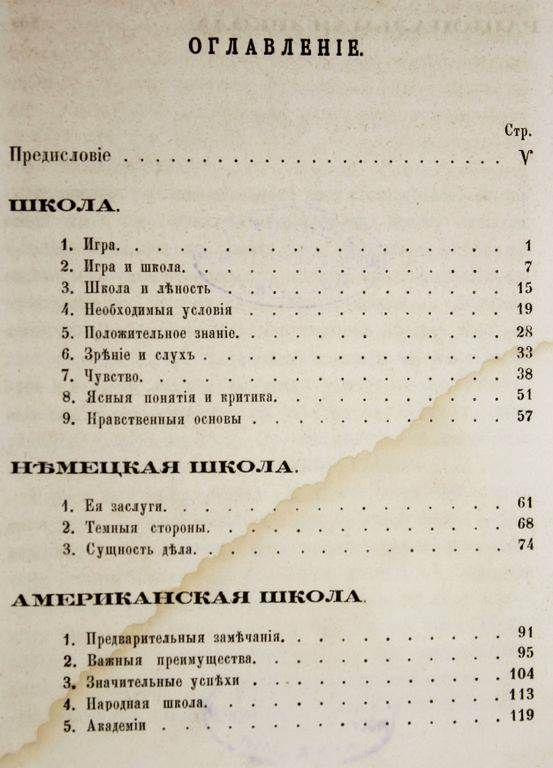 ОГЛАВЛЕНІЕ.
Стр.
Предисловіе . . . . . . . . . . . . . . . . . . . . . . . . V
ШКОЛА.
1. Игра. . . . . . . . . . . . . . . . 1
2. Игра и школа. . . . . . . . . . . . . 7
3. Школа и лѣность . . . . . . . . . . . . 15
4. Необходимыя условія . . . . . . . . . . . 19
5. Положительное знаніе. . . . . . . . . . . 28
6. Зрѣніе и слухъ . . . . . . . . . . . . . 33
7. Чувство. . . . . . . . . . . . . . . 38
8. Ясныя понятія и критика. . . . . . . . . . 51
9. Нравственныя основы . . . . . . . . . . . 57
НѢМЕЦКАЯ ШКОЛА.
1. Ея заслуги. . . . . . . . . . . . . . 61
2. Темныя стороны. . . . . . . . . . . . . 68
3. Сущность дѣла. . . . . . . . . . . . . 74
АМЕРИКАНСКАЯ ШКОЛА.
1. Предварительныя замѣчанія. . . . . . . . . 91
2. Важныя преимущества. . . . . . . . . . . 95
3. Значительные успѣхи . . . . . . . . . . . 104
4. Народная школа. . . . . . . . . . . . . 113
5. Академіи . . . . . . . . . . . . . . 119